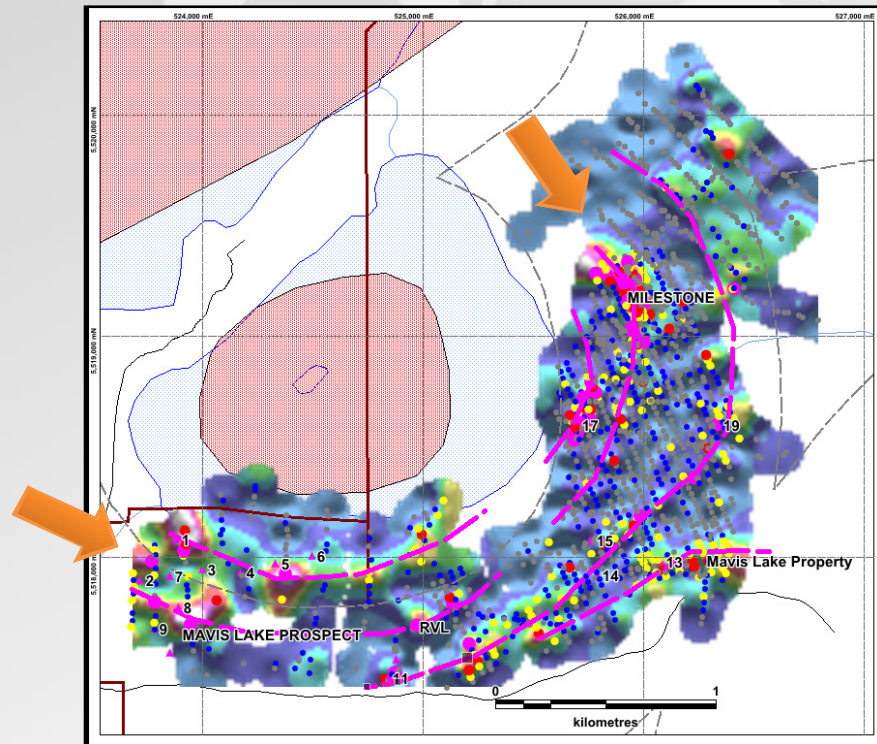 524,000 mE
525,000 mE
526,000 mE
527,000 mE
5,520,000 mN
5,519,000 mN
5,518,000 mN
MILESTONE
17
19
1
2
3
4
5
6
7
8
9
15
14
13
Mavis Lake Property
MAVIS LAKE PROSPECT
RVL
11
0
1
kilometres